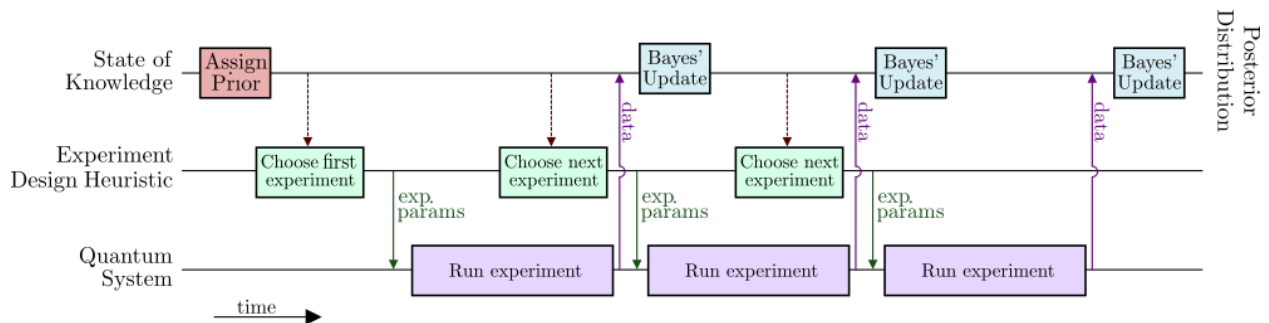 State of
Knowledge
Assign
Prior
Bayes'
Update
Bayes'
Update
Bayes'
Update
Posterior
Distribution
data
data
data
Experiment
Design Heuristic
Choose first
experiment
Choose next
experiment
Choose next
experiment
exp.
params
exp.
params
exp.
params
Quantum
System
Run experiment
Run experiment
Run experiment
time